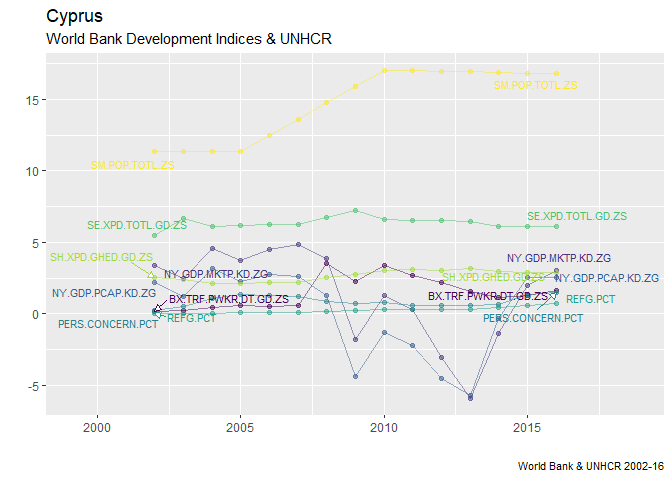 Cyprus
World Bank Development Indices & UNHCR
15
10
5
0
-5
SM.POP.TOTL.ZS
SM.POP.TOTL.ZS
SE.XPD.TOTL.GD.ZS
SE.XPD.TOTL.GD.ZS
SH.XPD.GHED.GD.ZS
NY.GDP.MKTP.KD.ZG
NY.GDP.MKTP.KD.ZG
SH.XPD.GHED.GD.ZS
NY.GDP.PCAP.KD.ZG
NY.GDP.PCAP.KD.ZG
BX.TRF.PWKR.DT.GD.ZS
BX.TRF.PWKR.DT.GD.ZS
REFG.PCT
PERS.CONCERN.PCT
REFG.PCT
PERS.CONCERN.PCT
2000
2005
2010
2015
World Bank & UNHCR 2002-16